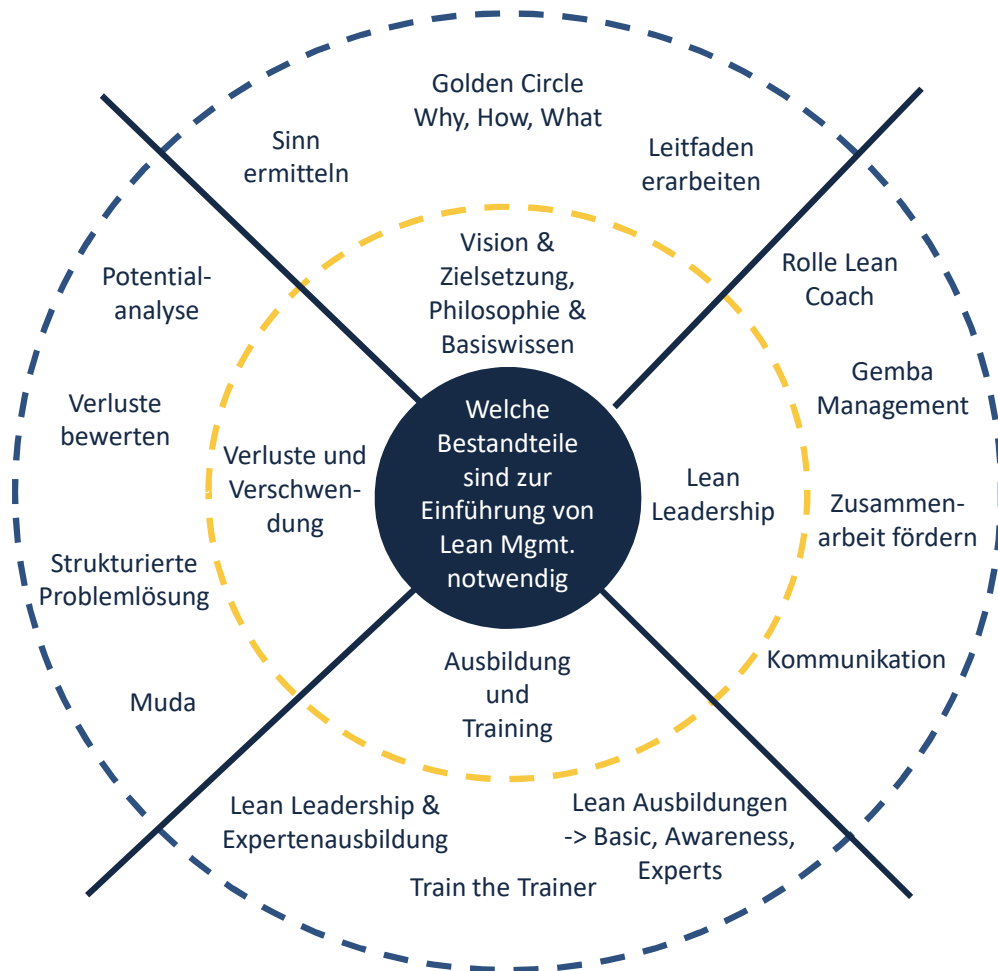 Golden Circle
Why, How, What
Sinn
ermitteln
Leitfaden
erarbeiten
Vision &
Zielsetzung,
Philosophie &
Basiswissen
Potential-
analyse
Rolle Lean
Coach
Verluste
bewerten
Gemba
Management
Welche
Bestandteile
sind zur
Einführung von
Lean Mgmt.
notwendig
Verluste und
Verschwen-
dung
Lean
Leadership
Zusammen-
arbeit fördern
Strukturierte
Problemlösung
Kommunikation
Muda
Ausbildung
und
Training
Lean Leadership &
Expertenausbildung
Lean Ausbildungen
-> Basic, Awareness,
Experts
Train the Trainer